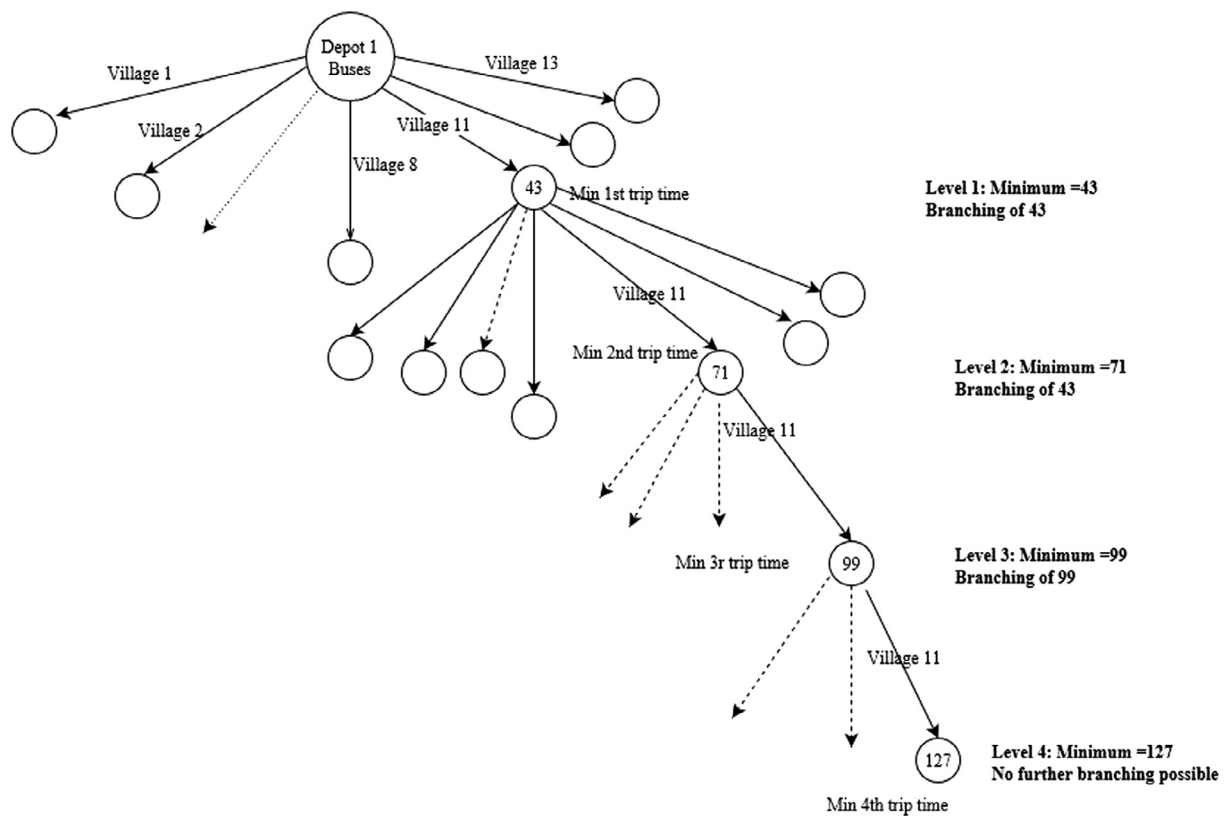 Depot 1
Buses
Village 1
Village 13
Village 2
Village 11
Village 8
43
Min 1st trip time
Level 1: Minimum =43
Branching of 43
Village 11
Min 2nd trip time
71
Level 2: Minimum =71
Branching of 43
Village 11
Min 3r trip time
99
Level 3: Minimum =99
Branching of 99
Village 11
127
Level 4: Minimum =127
No further branching possible
Min 4th trip time